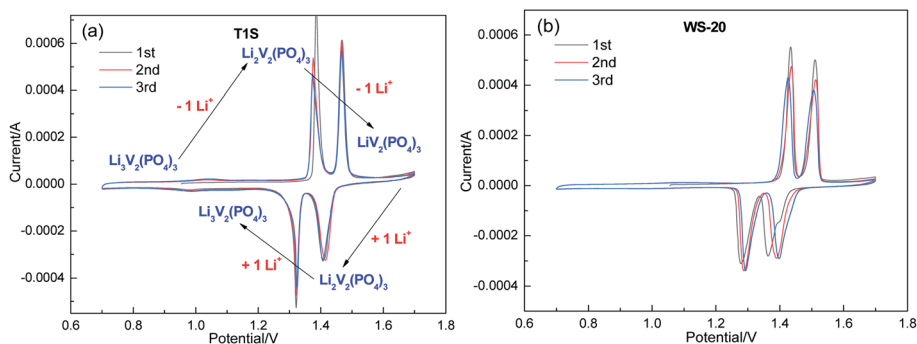 (a)
T1S
1st
2nd
3rd
Li₂V₂(PO₄)₃
- 1 Li⁺
- 1 Li⁺
Li₃V₂(PO₄)₃
LiV₂(PO₄)₃
Li₃V₂(PO₄)₃
+ 1 Li⁺
+ 1 Li⁺
Li₂V₂(PO₄)₃
Current/A
0.0006
0.0004
0.0002
0.0000
-0.0002
-0.0004
0.6 0.8 1.0 1.2 1.4 1.6 1.8
Potential/V
(b)
WS-20
1st
2nd
3rd
Current/A
0.0006
0.0004
0.0002
0.0000
-0.0002
-0.0004
0.6 0.8 1.0 1.2 1.4 1.6 1.8
Potential/V